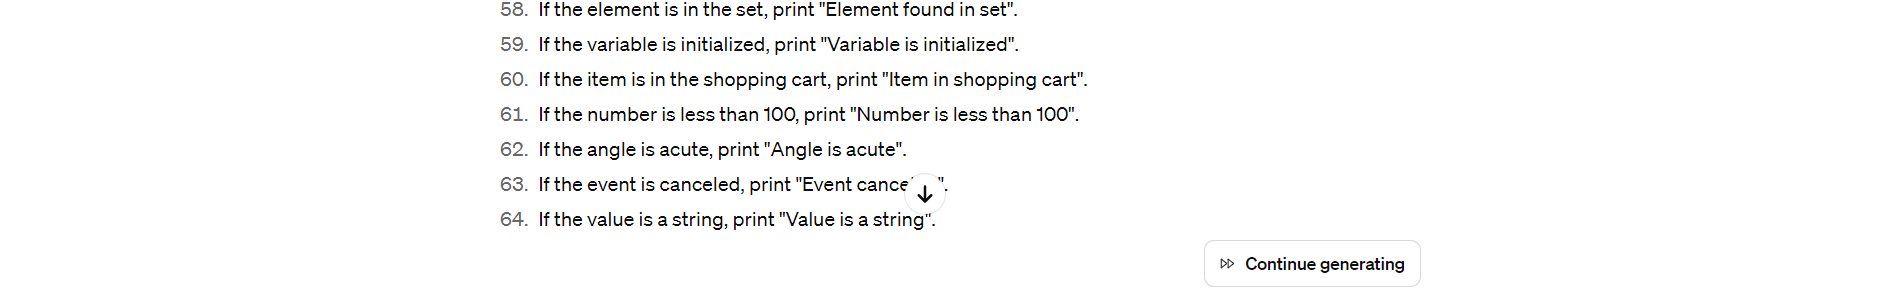 58. If the element is in the set, print "Element found in set".
59. If the variable is initialized, print "Variable is initialized".
60. If the item is in the shopping cart, print "Item in shopping cart".
61. If the number is less than 100, print "Number is less than 100".
62. If the angle is acute, print "Angle is acute".
63. If the event is canceled, print "Event ".
64. If the value is a string, print "Value is a string".
Continue generating